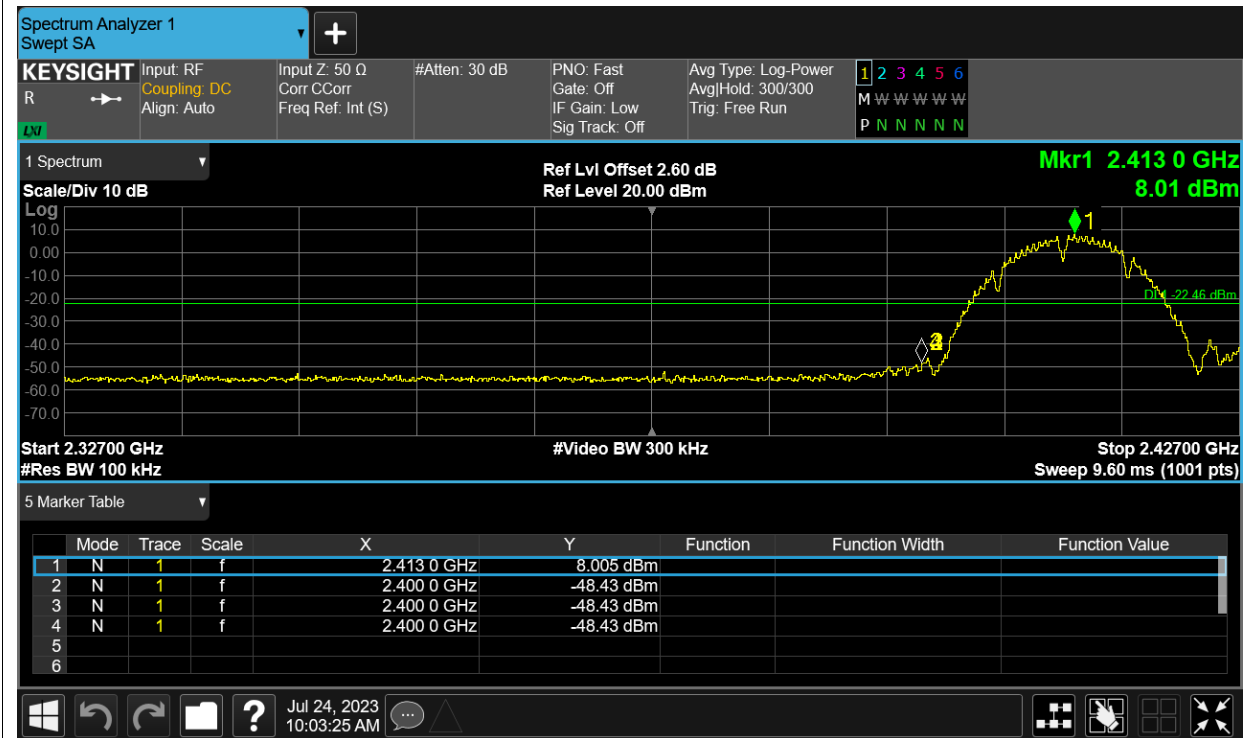 Spectrum Analyzer 1
Swept SA
+
KEYSIGHT Input: RF Input Z: 50 Ω #Atten: 30 dB PNO: Fast Avg Type: Log-Power 1 2 3 4 5 6
R Coupling: DC Corr CCorr Gate: Off Avg|Hold: 300/300 M W W W W W
Align: Auto Freq Ref: Int (S) IF Gain: Low Trig: Free Run
LXI Sig Track: Off P N N N N N
1 Spectrum Ref Lvl Offset 2.60 dB Mkr1 2.413 0 GHz
Scale/Div 10 dB Ref Level 20.00 dBm 8.01 dBm
Log
1
10.0
0.00
-10.0
-20.0
DL1 -22.46 dBm
-30.0
-40.0
-50.0
-60.0
-70.0
Start 2.32700 GHz #Video BW 300 kHz Stop 2.42700 GHz
#Res BW 100 kHz Sweep 9.60 ms (1001 pts)
5 Marker Table
Mode Trace Scale X Y Function Function Width Function Value
1 N 1 f 2.413 0 GHz 8.005 dBm
2 N 1 f 2.400 0 GHz -48.43 dBm
3 N 1 f 2.400 0 GHz -48.43 dBm
4 N 1 f 2.400 0 GHz -48.43 dBm
5
6
? Jul 24, 2023
10:03:25 AM